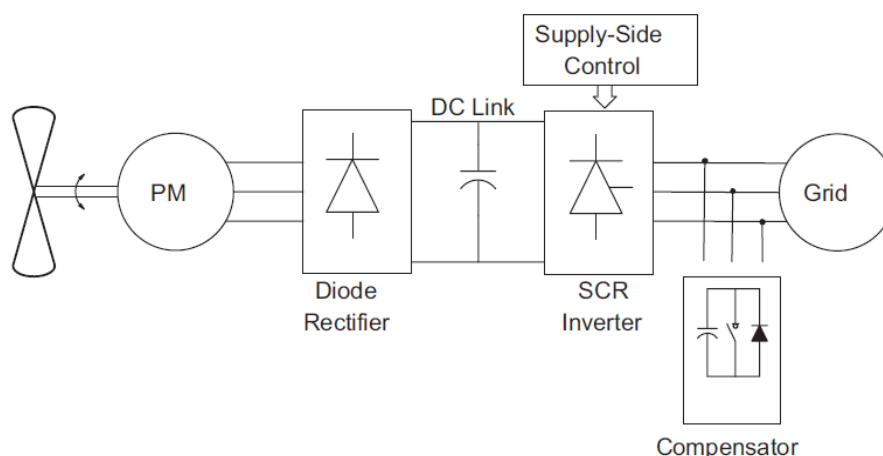 Supply-Side
Control
DC Link
PM
Grid
Diode
Rectifier
SCR
Inverter
Compensator